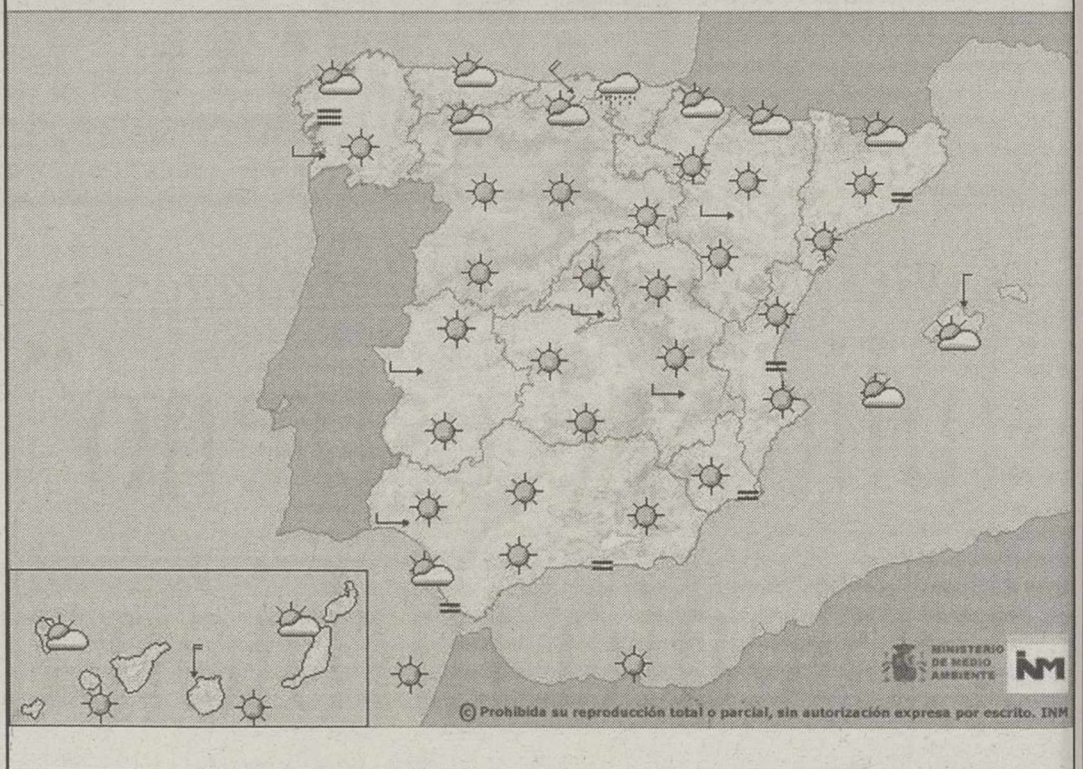 MINISTERIO
DE MEDIO
AMBIENTE
iNM
© Prohibida su reproducción total o parcial, sin autorización expresa por escrito. INM